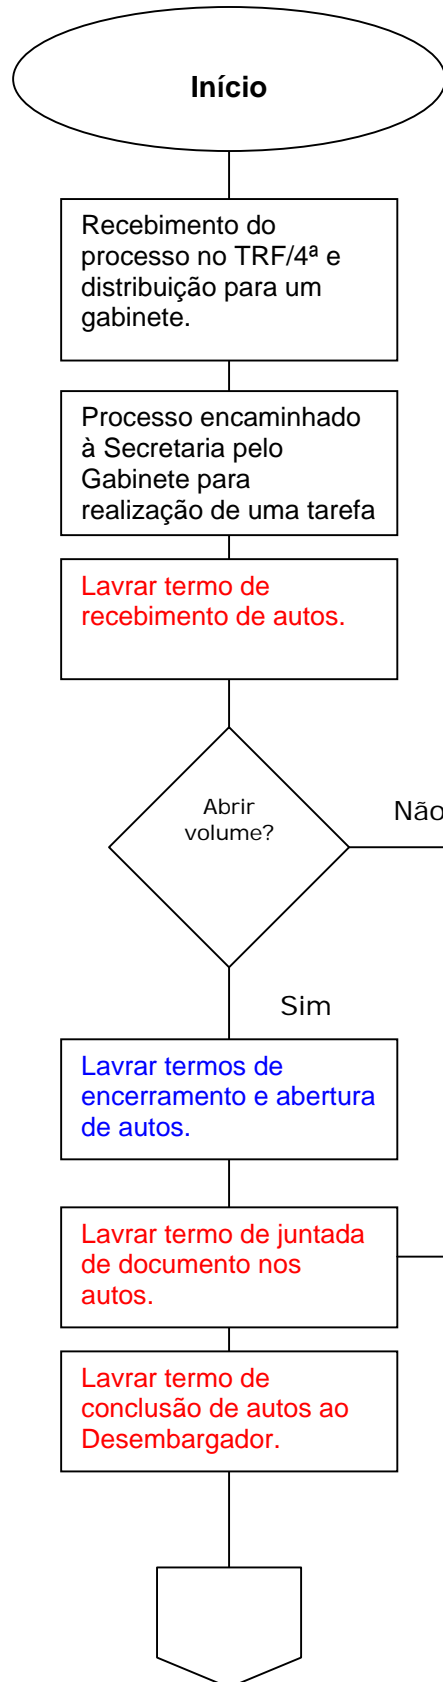 Início
Recebimento do
processo no TRF/4ª e
distribuição para um
gabinete.
Processo encaminhado
à Secretaria pelo
Gabinete para
realização de uma tarefa
Lavrar termo de
recebimento de autos.
Abrir
volume?
Não
Sim
Lavrar termos de
encerramento e abertura
de autos.
Lavrar termo de juntada
de documento nos
autos.
Lavrar termo de
conclusão de autos ao
Desembargador.